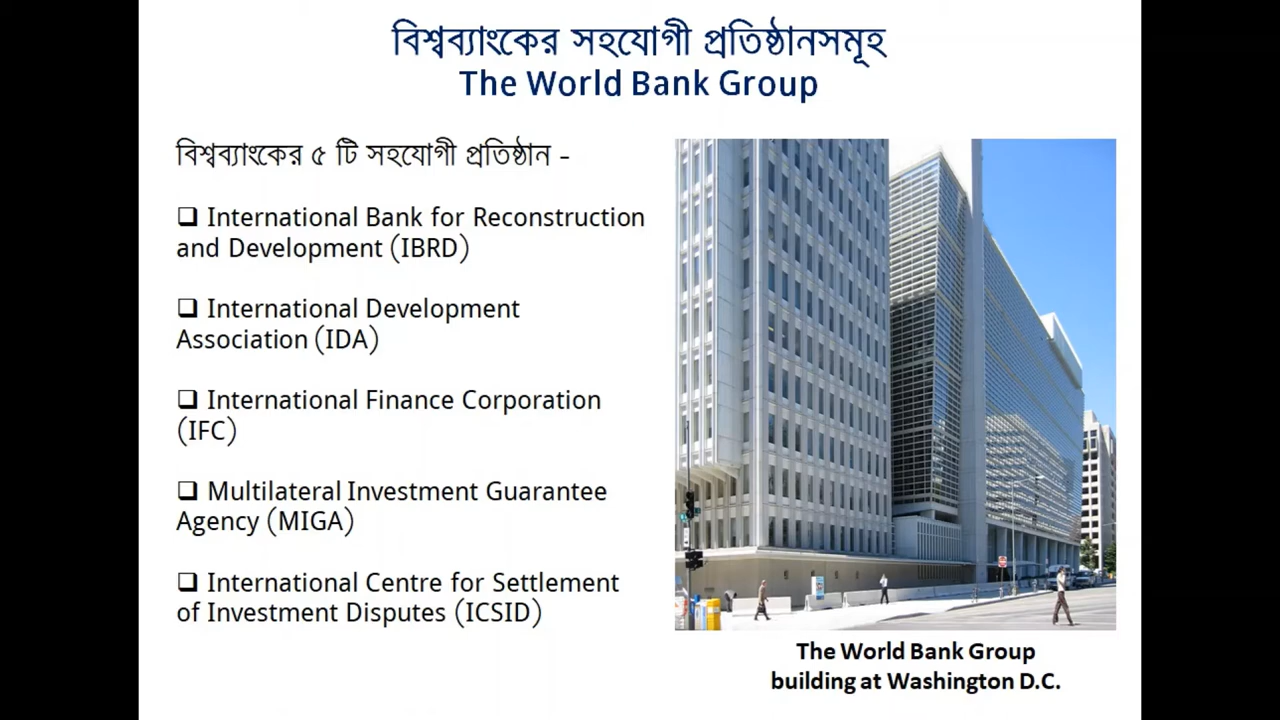 বিশ্বব্যাংকের সহযোগী প্রতিষ্ঠানসমূহ
The World Bank Group
বিশ্বব্যাংকের ৫ টি সহযোগী প্রতিষ্ঠান -
❑ International Bank for Reconstruction
and Development (IBRD)
❑ International Development
Association (IDA)
❑ International Finance Corporation
(IFC)
❑ Multilateral Investment Guarantee
Agency (MIGA)
❑ International Centre for Settlement
of Investment Disputes (ICSID)
The World Bank Group
building at Washington D.C.